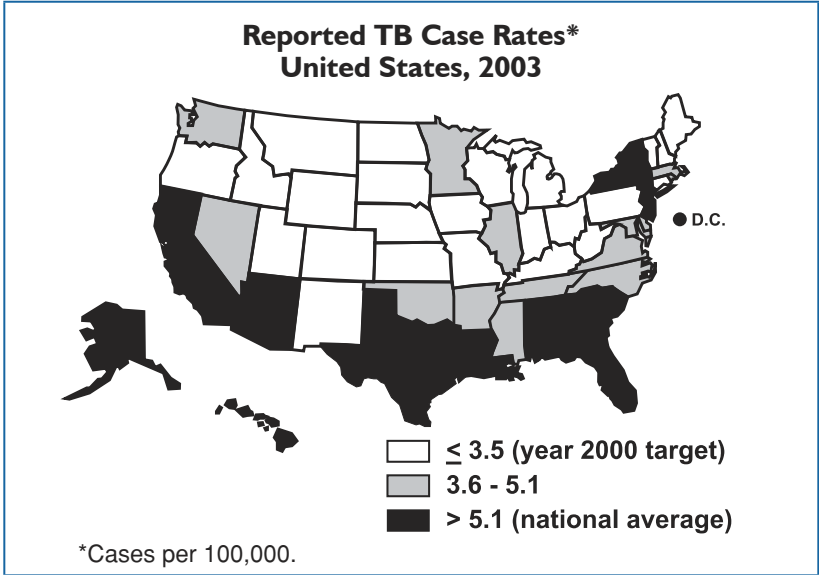 Reported TB Case Rates*
United States, 2003
D.C.
≤ 3.5 (year 2000 target)
3.6 - 5.1
> 5.1 (national average)
*Cases per 100,000.